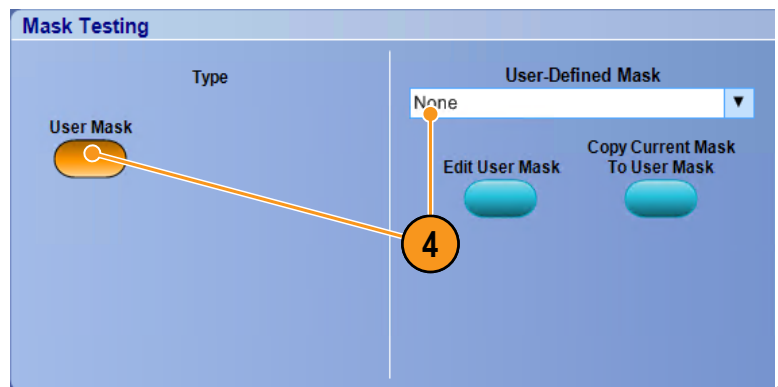 Mask Testing
Type
User Mask
User-Defined Mask
None
Edit User Mask
Copy Current Mask
To User Mask
4